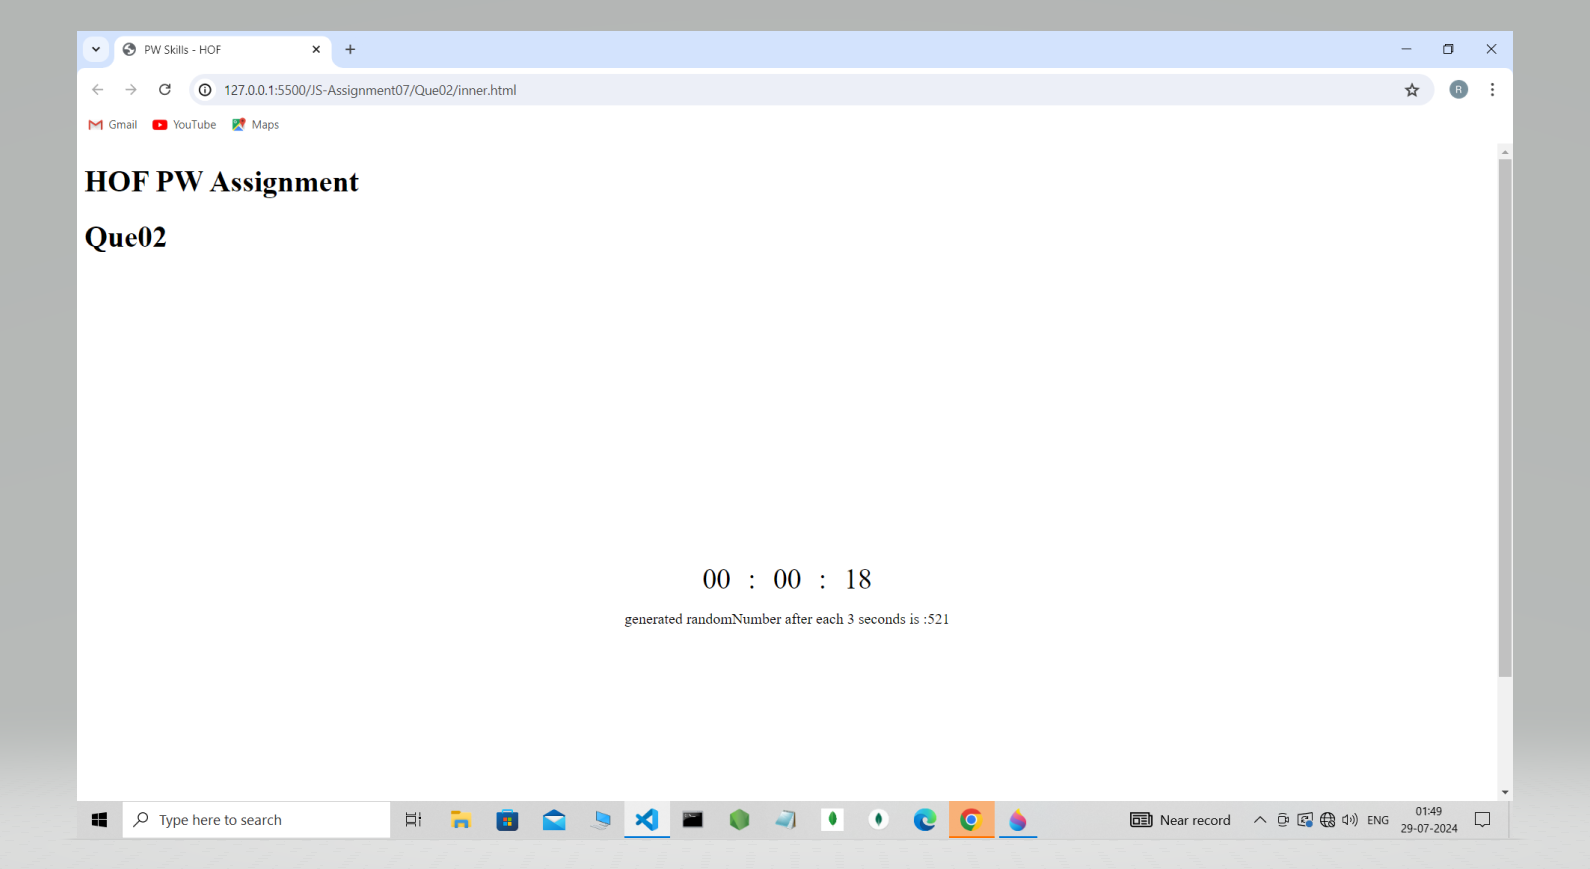 PW Skills - HOF
127.0.0.1:5500/JS-Assignment07/Que02/inner.html
R
Gmail YouTube Maps
HOF PW Assignment
Que02
00 : 00 : 18
generated randomNumber after each 3 seconds is :521
Type here to search
Near record
ENG
01:49
29-07-2024